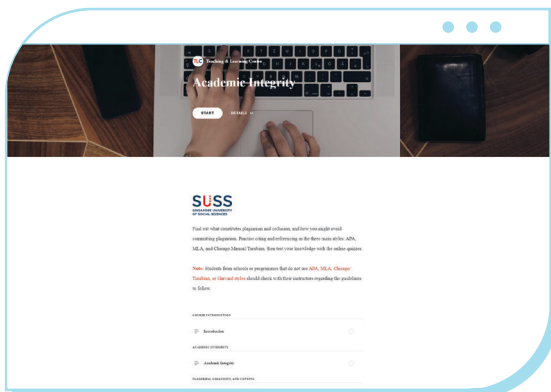 TLC Teaching & Learning Centre
Academic Integrity
START DETAILS
SUSS
SINGAPORE UNIVERSITY
OF SOCIAL SCIENCES
Find out what constitutes plagiarism and collusion, and how you might avoid
committing plagiarism. Practise citing and referencing in the three main styles: APA,
MLA, and Chicago Manual/Turabian, then test your knowledge with the online quizzes.
Note: Students from schools or programmes that do not use APA, MLA, Chicago/
Turabian, or Harvard styles should check with their instructors regarding the guidelines
to follow.
COURSE INTRODUCTION
Introduction
ACADEMIC INTEGRITY
Academic Integrity
PLAGIARISM, COLLUSION, AND CITATION